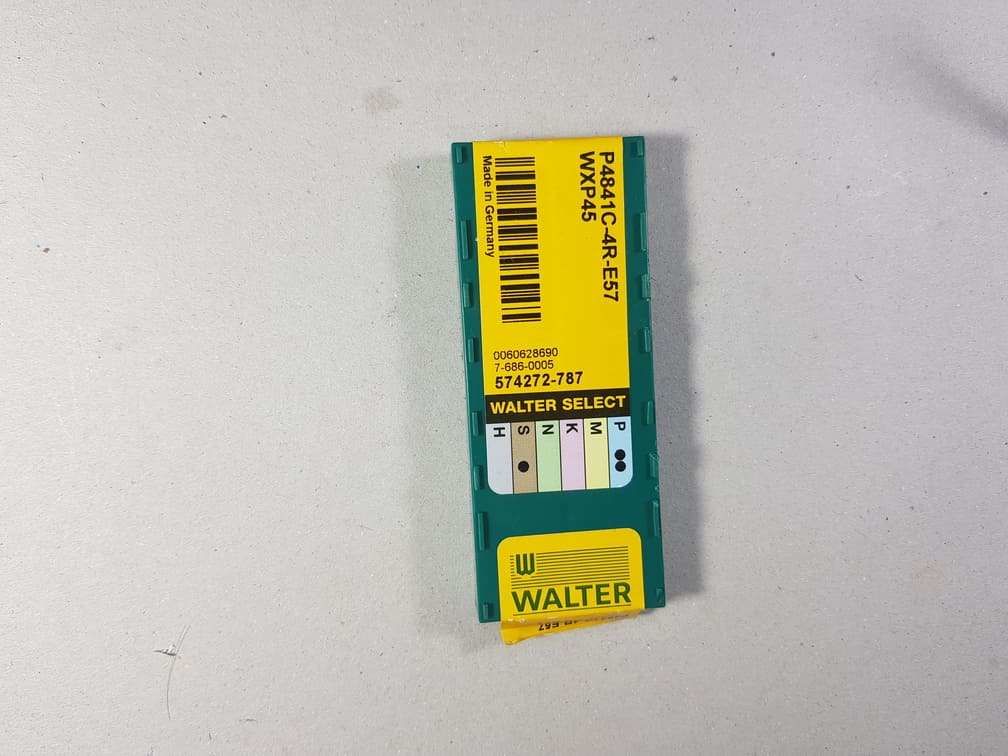 P4841C-4R-E57
WXP45
Made in Germany
0060628690
7-686-0005
574272-787
WALTER SELECT
P
M
K
N
S
H
W
WALTER